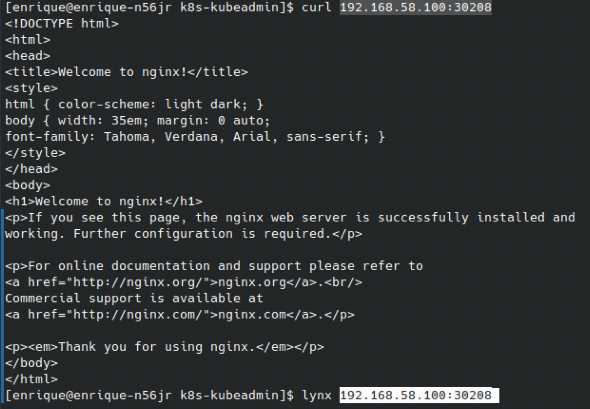 [enrique@enrique-n56jr k8s-kubeadmin]$ curl 192.168.58.100:30208
<!DOCTYPE html>
<html>
<head>
<title>Welcome to nginx!</title>
<style>
html { color-scheme: light dark; }
body { width: 35em; margin: 0 auto;
font-family: Tahoma, Verdana, Arial, sans-serif; }
</style>
</head>
<body>
<h1>Welcome to nginx!</h1>
<p>If you see this page, the nginx web server is successfully installed and
working. Further configuration is required.</p>

<p>For online documentation and support please refer to
<a href="http://nginx.org/">nginx.org</a>.<br/>
Commercial support is available at
<a href="http://nginx.com/">nginx.com</a>.</p>

<p><em>Thank you for using nginx.</em></p>
</body>
</html>
[enrique@enrique-n56jr k8s-kubeadmin]$ lynx 192.168.58.100:30208